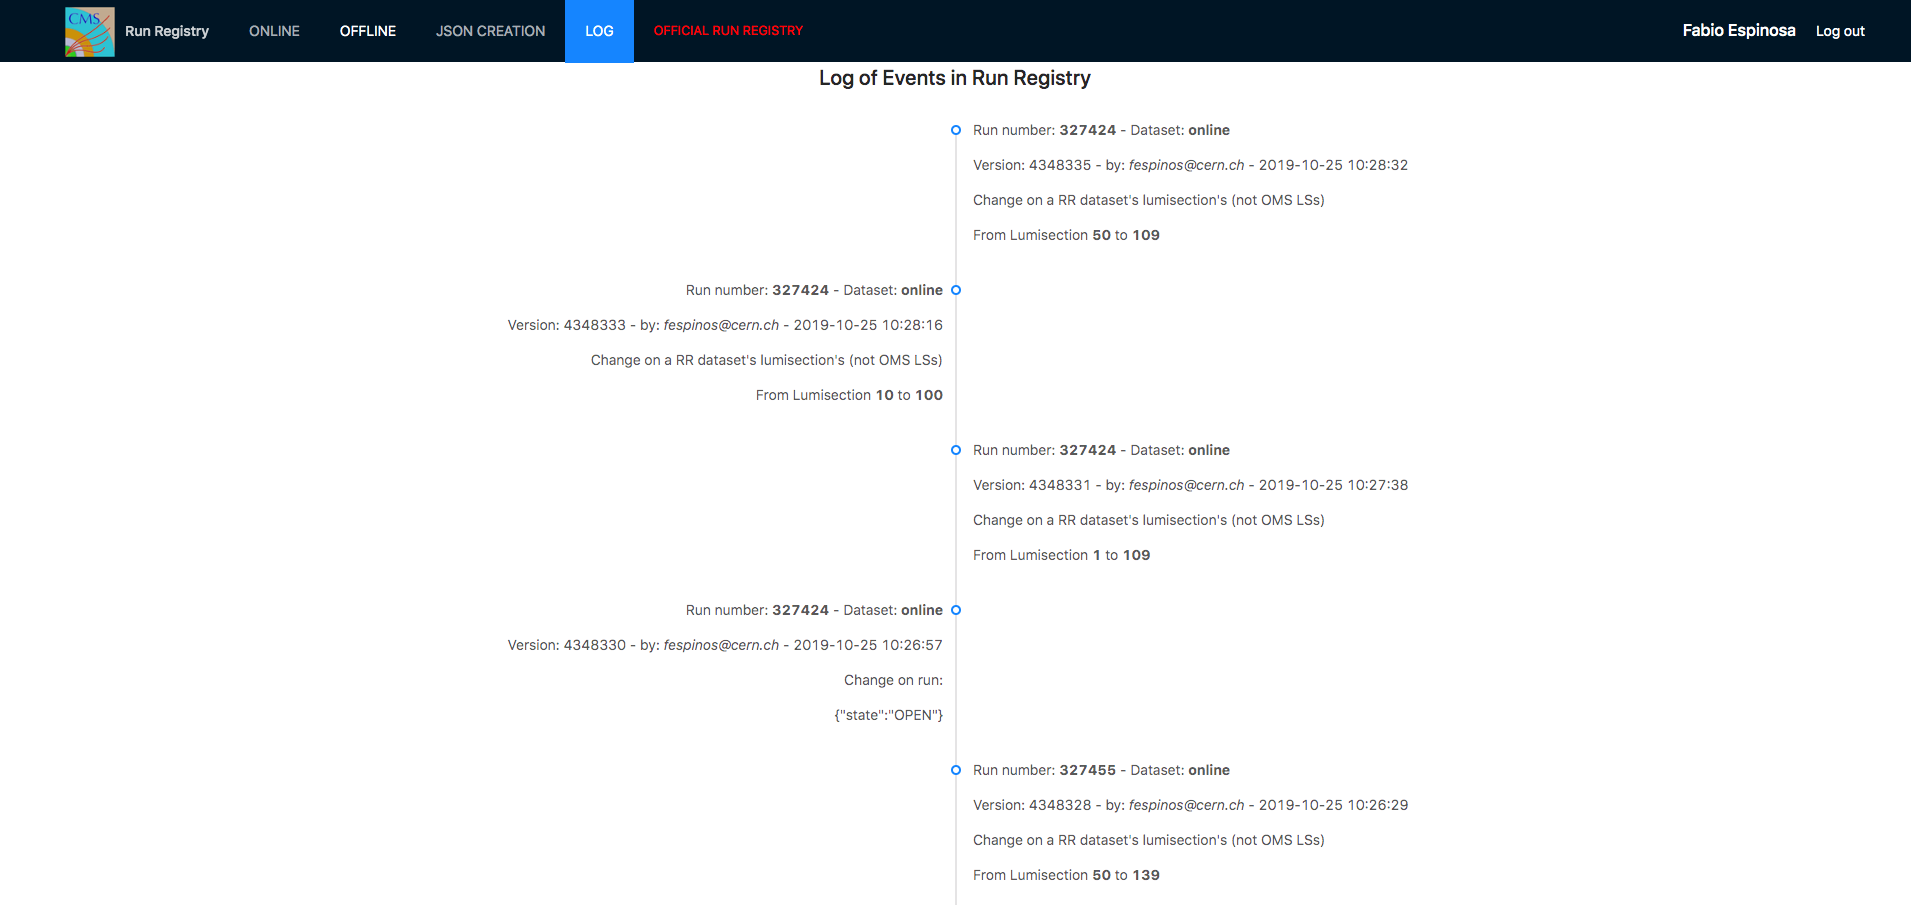 CMS
Run Registry ONLINE OFFLINE JSON CREATION LOG OFFICIAL RUN REGISTRY Fabio Espinosa Log out
Log of Events in Run Registry
Run number: 327424 - Dataset: online
Version: 4348335 - by: fespinos@cern.ch - 2019-10-25 10:28:32
Change on a RR dataset's lumisection's (not OMS LSs)
From Lumisection 50 to 109
Run number: 327424 - Dataset: online
Version: 4348333 - by: fespinos@cern.ch - 2019-10-25 10:28:16
Change on a RR dataset's lumisection's (not OMS LSs)
From Lumisection 10 to 100
Run number: 327424 - Dataset: online
Version: 4348331 - by: fespinos@cern.ch - 2019-10-25 10:27:38
Change on a RR dataset's lumisection's (not OMS LSs)
From Lumisection 1 to 109
Run number: 327424 - Dataset: online
Version: 4348330 - by: fespinos@cern.ch - 2019-10-25 10:26:57
Change on run:
{"state":"OPEN"}
Run number: 327455 - Dataset: online
Version: 4348328 - by: fespinos@cern.ch - 2019-10-25 10:26:29
Change on a RR dataset's lumisection's (not OMS LSs)
From Lumisection 50 to 139